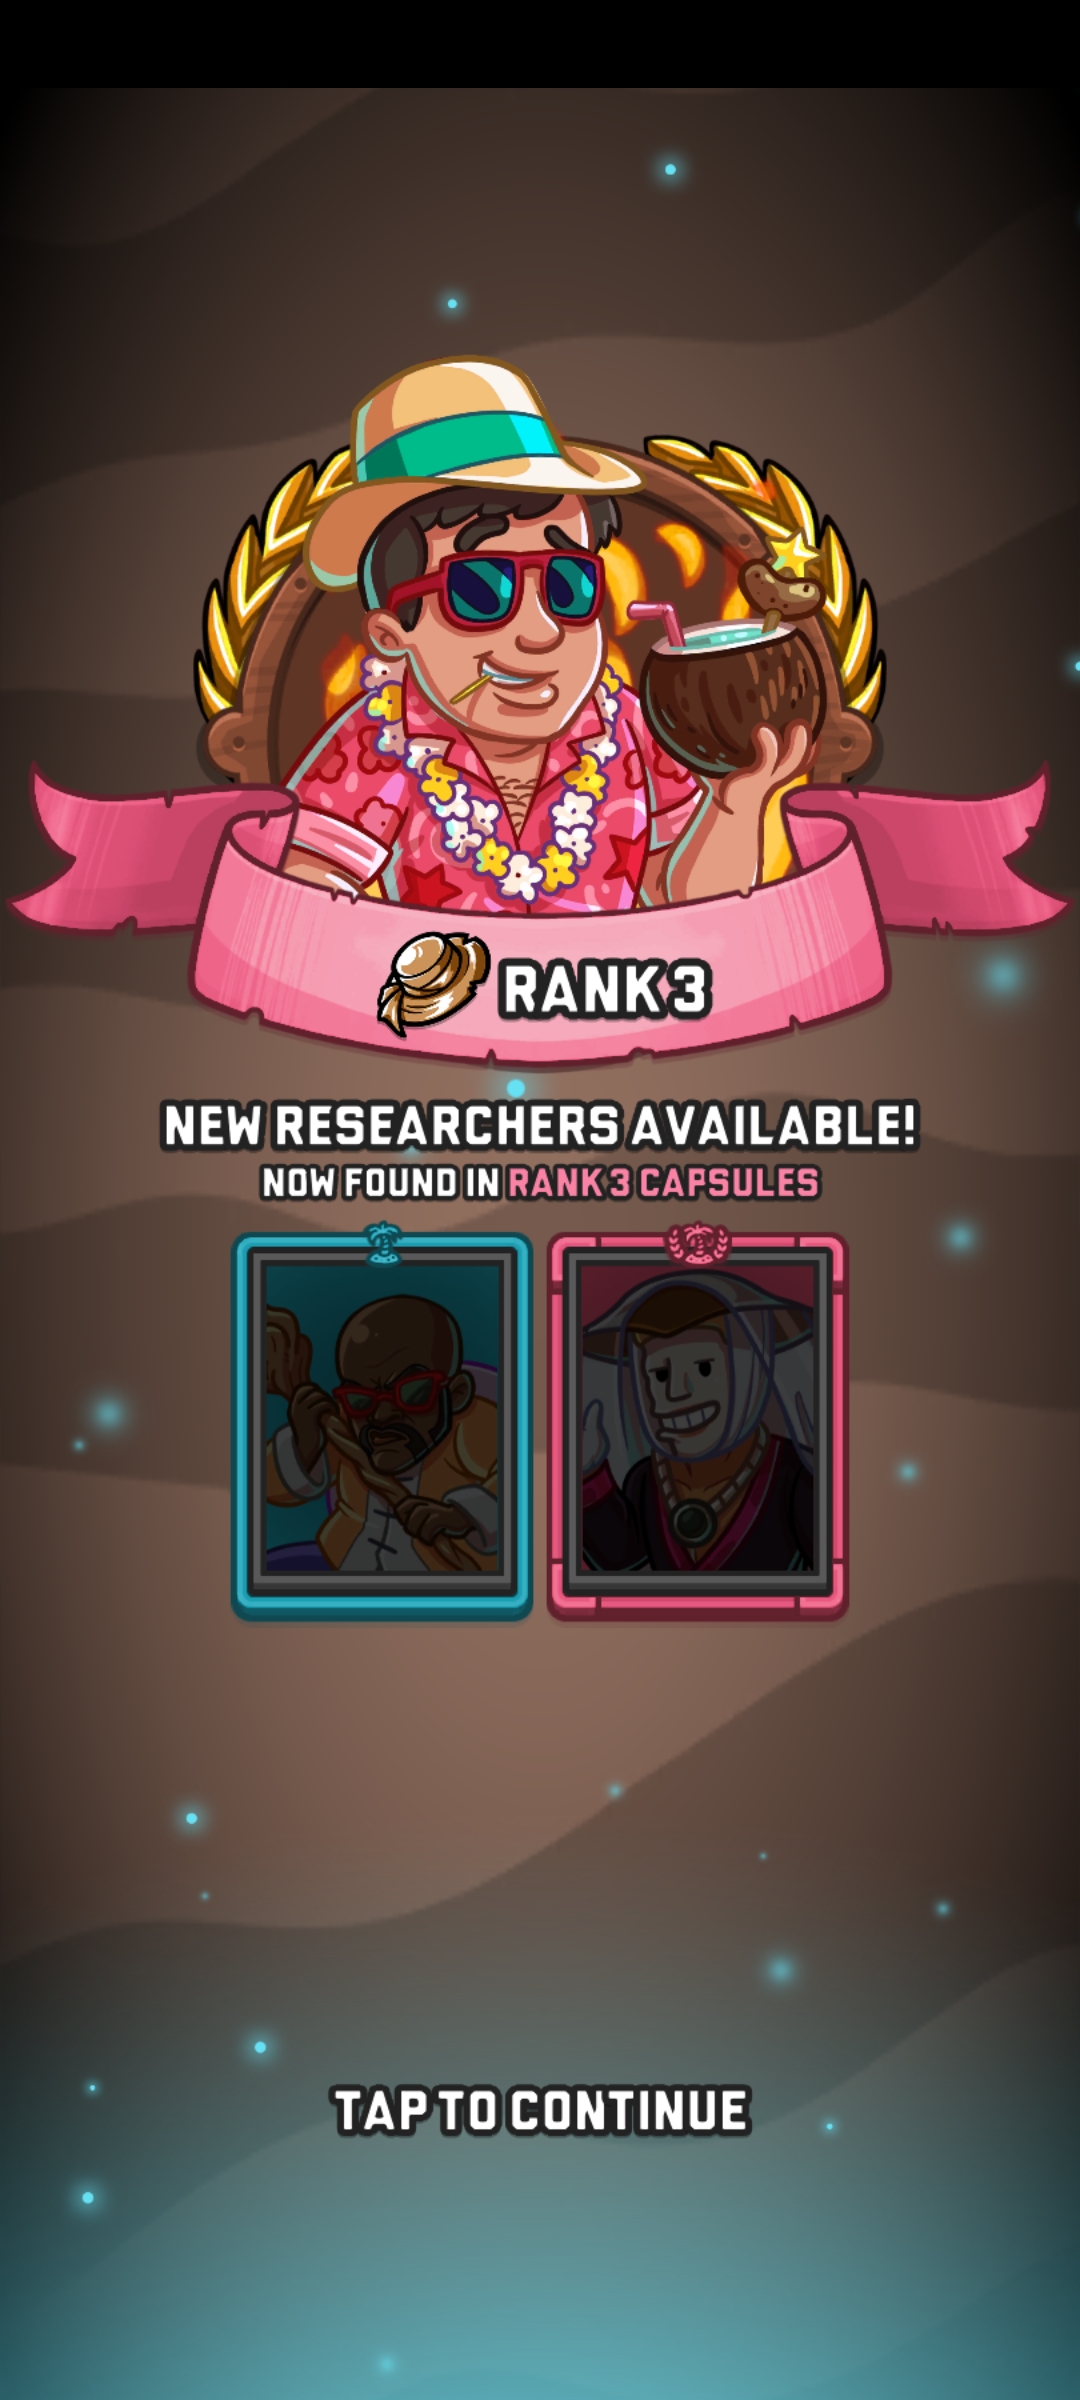 RANK 3
NEW RESEARCHERS AVAILABLE!
NOW FOUND IN RANK 3 CAPSULES
TAP TO CONTINUE